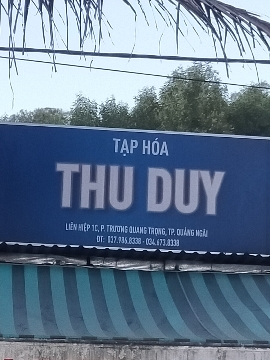 TẠP HÓA
THU DUY
LIÊN HIỆP 1C, P. TRƯƠNG QUANG TRỌNG, TP. QUẢNG NGÃI
ĐT: 037.986.8338 - 034.673.8338